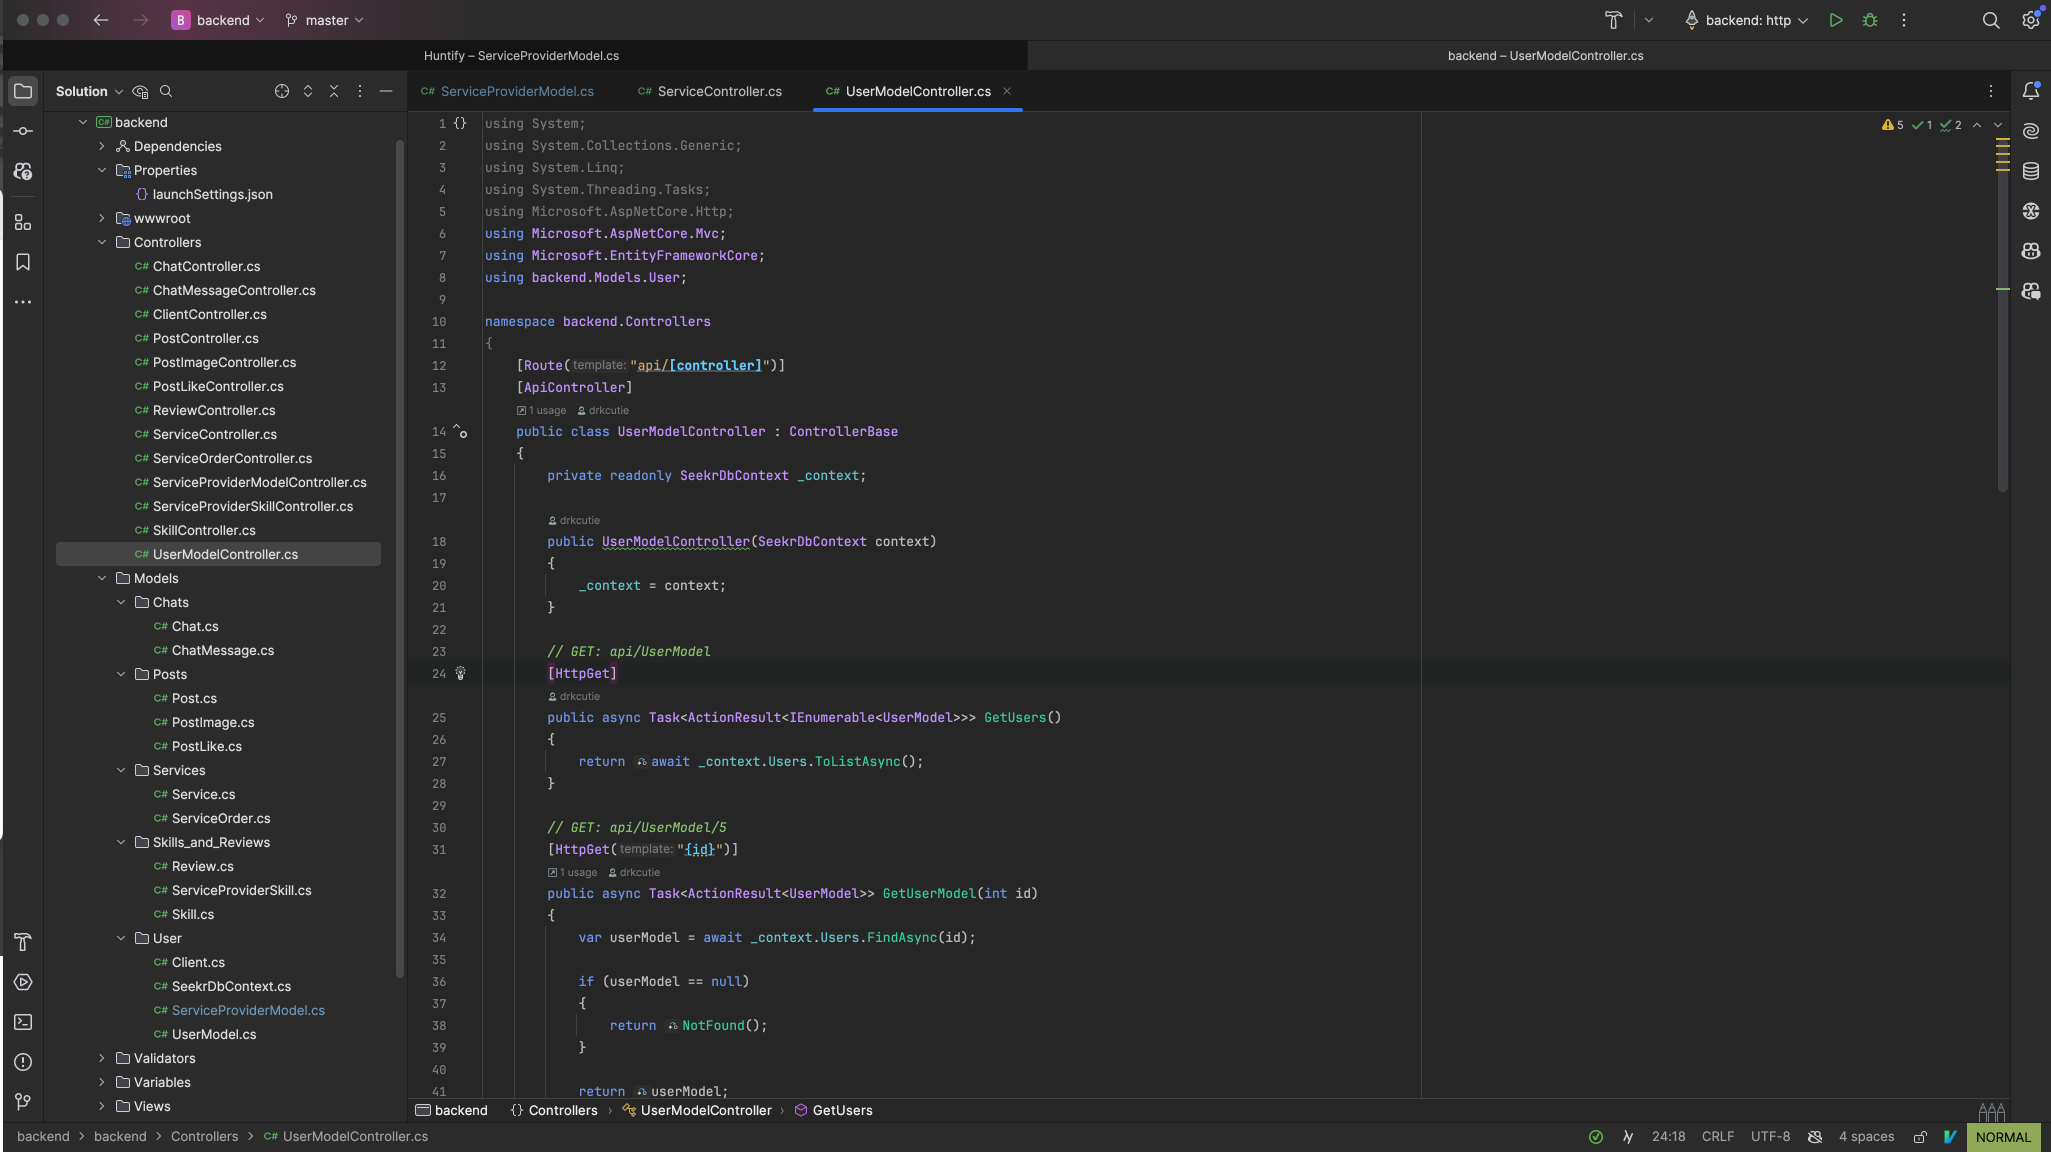 B backend master backend: http
Huntify – ServiceProviderModel.cs
backend – UserModelController.cs
Solution
C# ServiceProviderModel.cs C# ServiceController.cs C# UserModelController.cs
C# backend
Dependencies
Properties
{} launchSettings.json
wwwroot
Controllers
C# ChatController.cs
C# ChatMessageController.cs
C# ClientController.cs
C# PostController.cs
C# PostImageController.cs
C# PostLikeController.cs
C# ReviewController.cs
C# ServiceController.cs
C# ServiceOrderController.cs
C# ServiceProviderModelController.cs
C# ServiceProviderSkillController.cs
C# SkillController.cs
C# UserModelController.cs
Models
Chats
C# Chat.cs
C# ChatMessage.cs
Posts
C# Post.cs
C# PostImage.cs
C# PostLike.cs
Services
C# Service.cs
C# ServiceOrder.cs
Skills_and_Reviews
C# Review.cs
C# ServiceProviderSkill.cs
C# Skill.cs
User
C# Client.cs
C# SeekrDbContext.cs
C# ServiceProviderModel.cs
C# UserModel.cs
Validators
Variables
Views
5 1 2
1 {} using System;
2 using System.Collections.Generic;
3 using System.Linq;
4 using System.Threading.Tasks;
5 using Microsoft.AspNetCore.Http;
6 using Microsoft.AspNetCore.Mvc;
7 using Microsoft.EntityFrameworkCore;
8 using backend.Models.User;
9
10 namespace backend.Controllers
11 {
12 [Route(template:"api/[controller]")]
13 [ApiController]
1 usage drkcutie
14 public class UserModelController : ControllerBase
15 {
16 private readonly SeekrDbContext _context;
17
drkcutie
18 public UserModelController(SeekrDbContext context)
19 {
20 _context = context;
21 }
22
23 // GET: api/UserModel
24 [HttpGet]
drkcutie
25 public async Task<ActionResult<IEnumerable<UserModel>>> GetUsers()
26 {
27 return await _context.Users.ToListAsync();
28 }
29
30 // GET: api/UserModel/5
31 [HttpGet(template:"{id}")]
1 usage drkcutie
32 public async Task<ActionResult<UserModel>> GetUserModel(int id)
33 {
34 var userModel = await _context.Users.FindAsync(id);
35
36 if (userModel == null)
37 {
38 return NotFound();
39 }
40
41 return userModel;
backend {} Controllers › UserModelController › GetUsers
backend > backend > Controllers > C# UserModelController.cs
24:18 CRLF UTF-8 4 spaces NORMAL